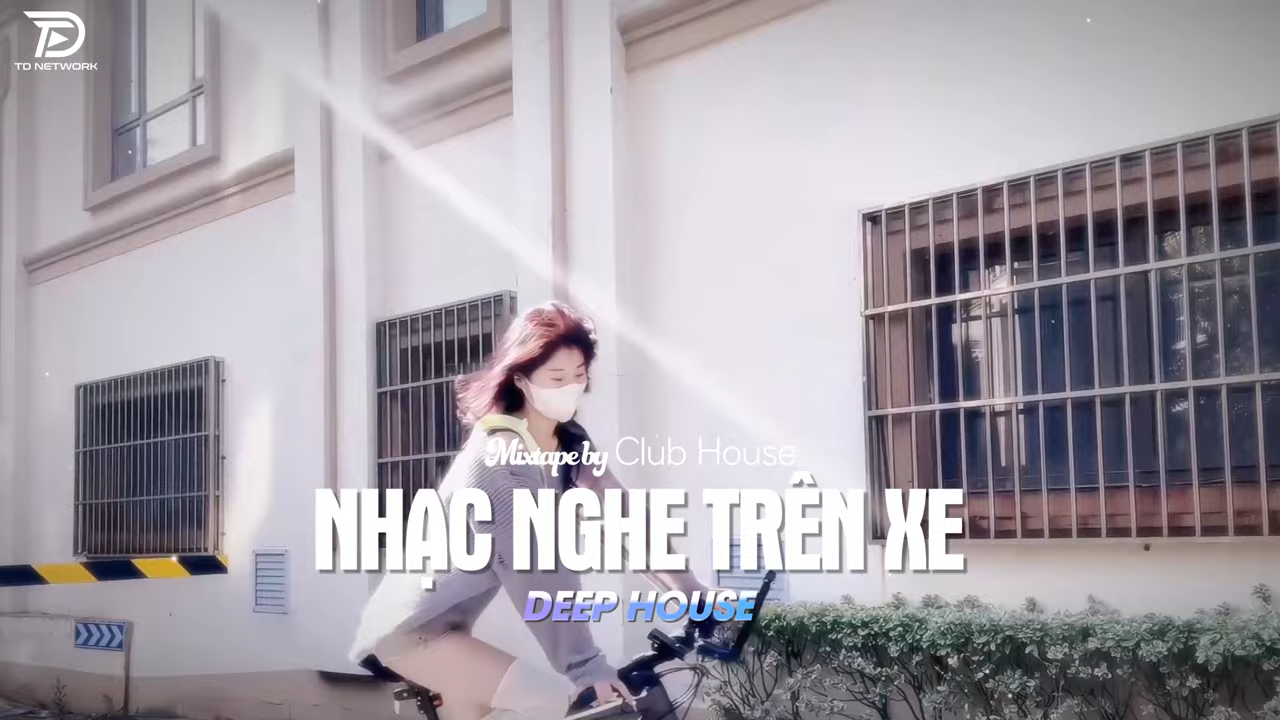 TD NETWORK
Mixtape by Club House
NHẠC NGHE TRÊN XE
DEEP HOUSE